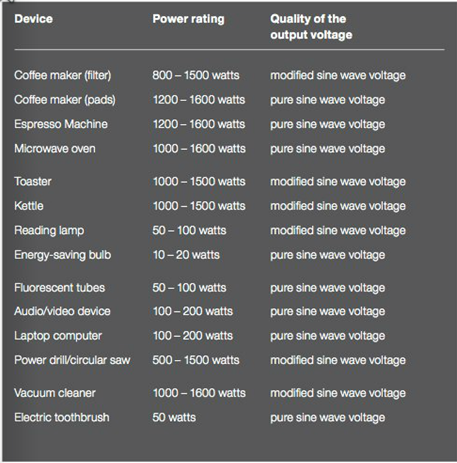 Device Power rating Quality of the
output voltage
Coffee maker (filter) 800 – 1500 watts modified sine wave voltage
Coffee maker (pads) 1200 – 1600 watts pure sine wave voltage
Espresso Machine 1200 – 1600 watts pure sine wave voltage
Microwave oven 1000 – 1600 watts pure sine wave voltage
Toaster 1000 – 1500 watts modified sine wave voltage
Kettle 1000 – 1500 watts modified sine wave voltage
Reading lamp 50 – 100 watts modified sine wave voltage
Energy-saving bulb 10 – 20 watts pure sine wave voltage
Fluorescent tubes 50 – 100 watts pure sine wave voltage
Audio/video device 100 – 200 watts pure sine wave voltage
Laptop computer 100 – 200 watts pure sine wave voltage
Power drill/circular saw 500 – 1500 watts modified sine wave voltage
Vacuum cleaner 1000 – 1600 watts modified sine wave voltage
Electric toothbrush 50 watts pure sine wave voltage